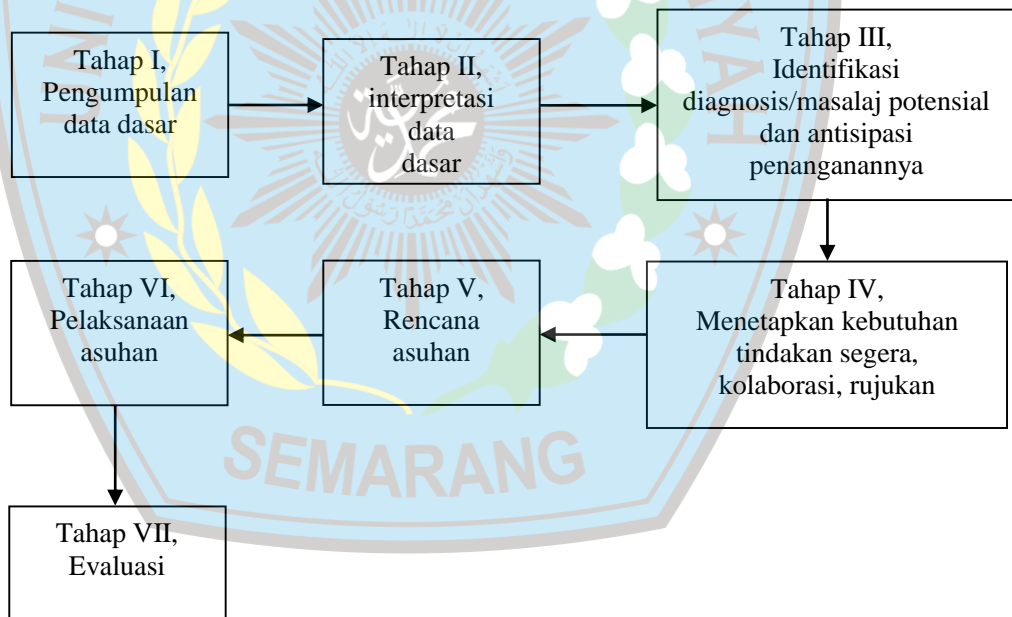 Tahap I,
Pengumpulan
data dasar
Tahap II,
interpretasi
data
dasar
Tahap III,
Identifikasi
diagnosis/masalaj potensial
dan antisipasi
penanganannya
Tahap IV,
Menetapkan kebutuhan
tindakan segera,
kolaborasi, rujukan
Tahap V,
Rencana
asuhan
Tahap VI,
Pelaksanaan
asuhan
Tahap VII,
Evaluasi
SEMARANG